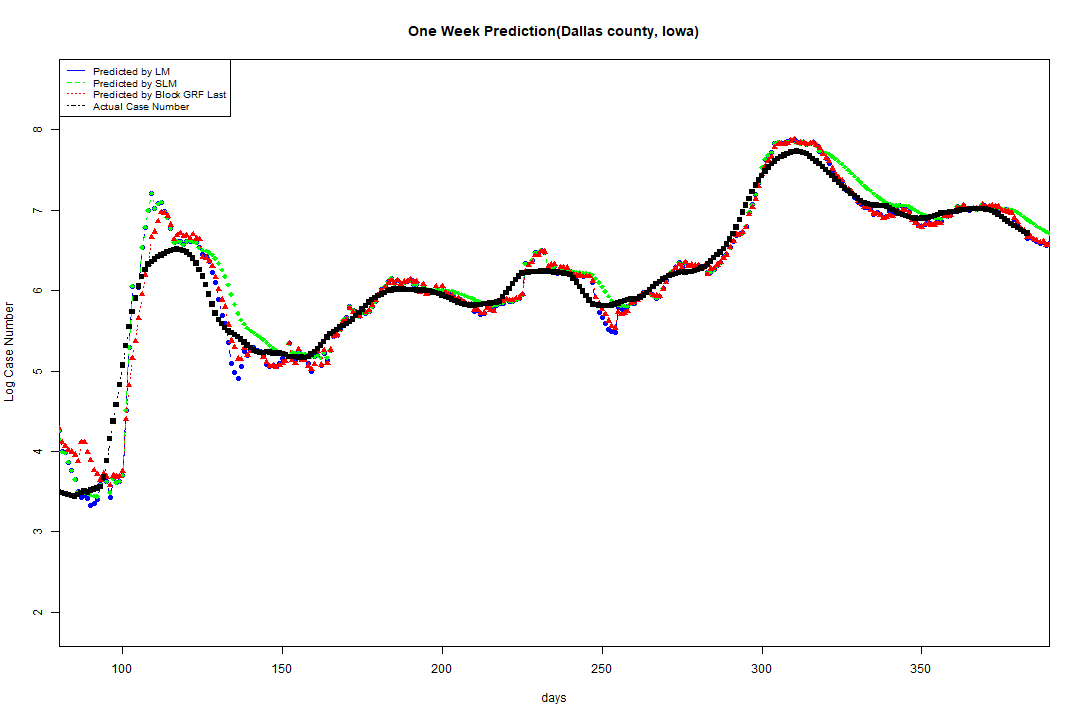 One Week Prediction(Dallas county, Iowa)
Predicted by LM
Predicted by SLM
Predicted by Block GRF Last
Actual Case Number
8
7
6
5
4
3
2
Log Case Number
100 150 200 250 300 350
days